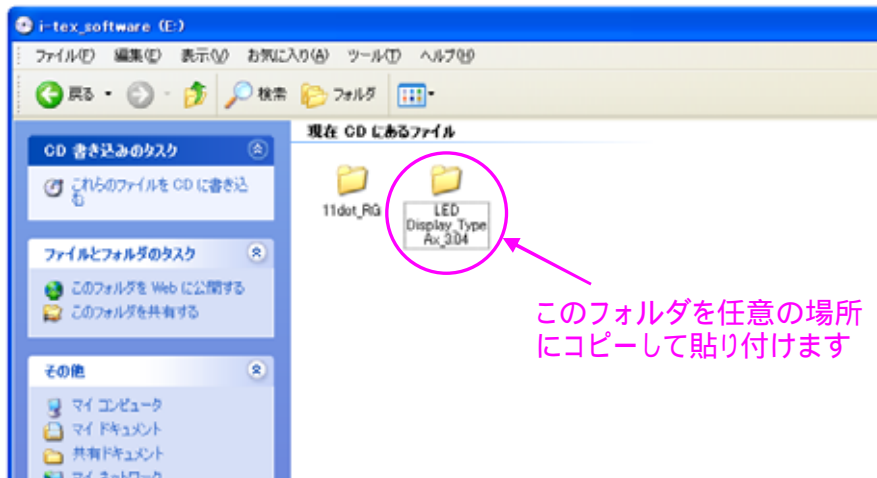 i-tex_software (E:)
ファイル(F) 編集(E) 表示(V) お気に入り(A) ツール(T) ヘルプ(H)
戻る 検索 フォルダ
CD 書き込みのタスク
これらのファイルを CD に書き込
む
ファイルとフォルダのタスク
このフォルダを Web に公開する
このフォルダを共有する
その他
マイ コンピュータ
マイ ドキュメント
共有ドキュメント
マイ ネットワーク
現在 CD にあるファイル
11dot_RG
LED
Display_Type
Ax_3.04
このフォルダを任意の場所
にコピーして貼り付けます